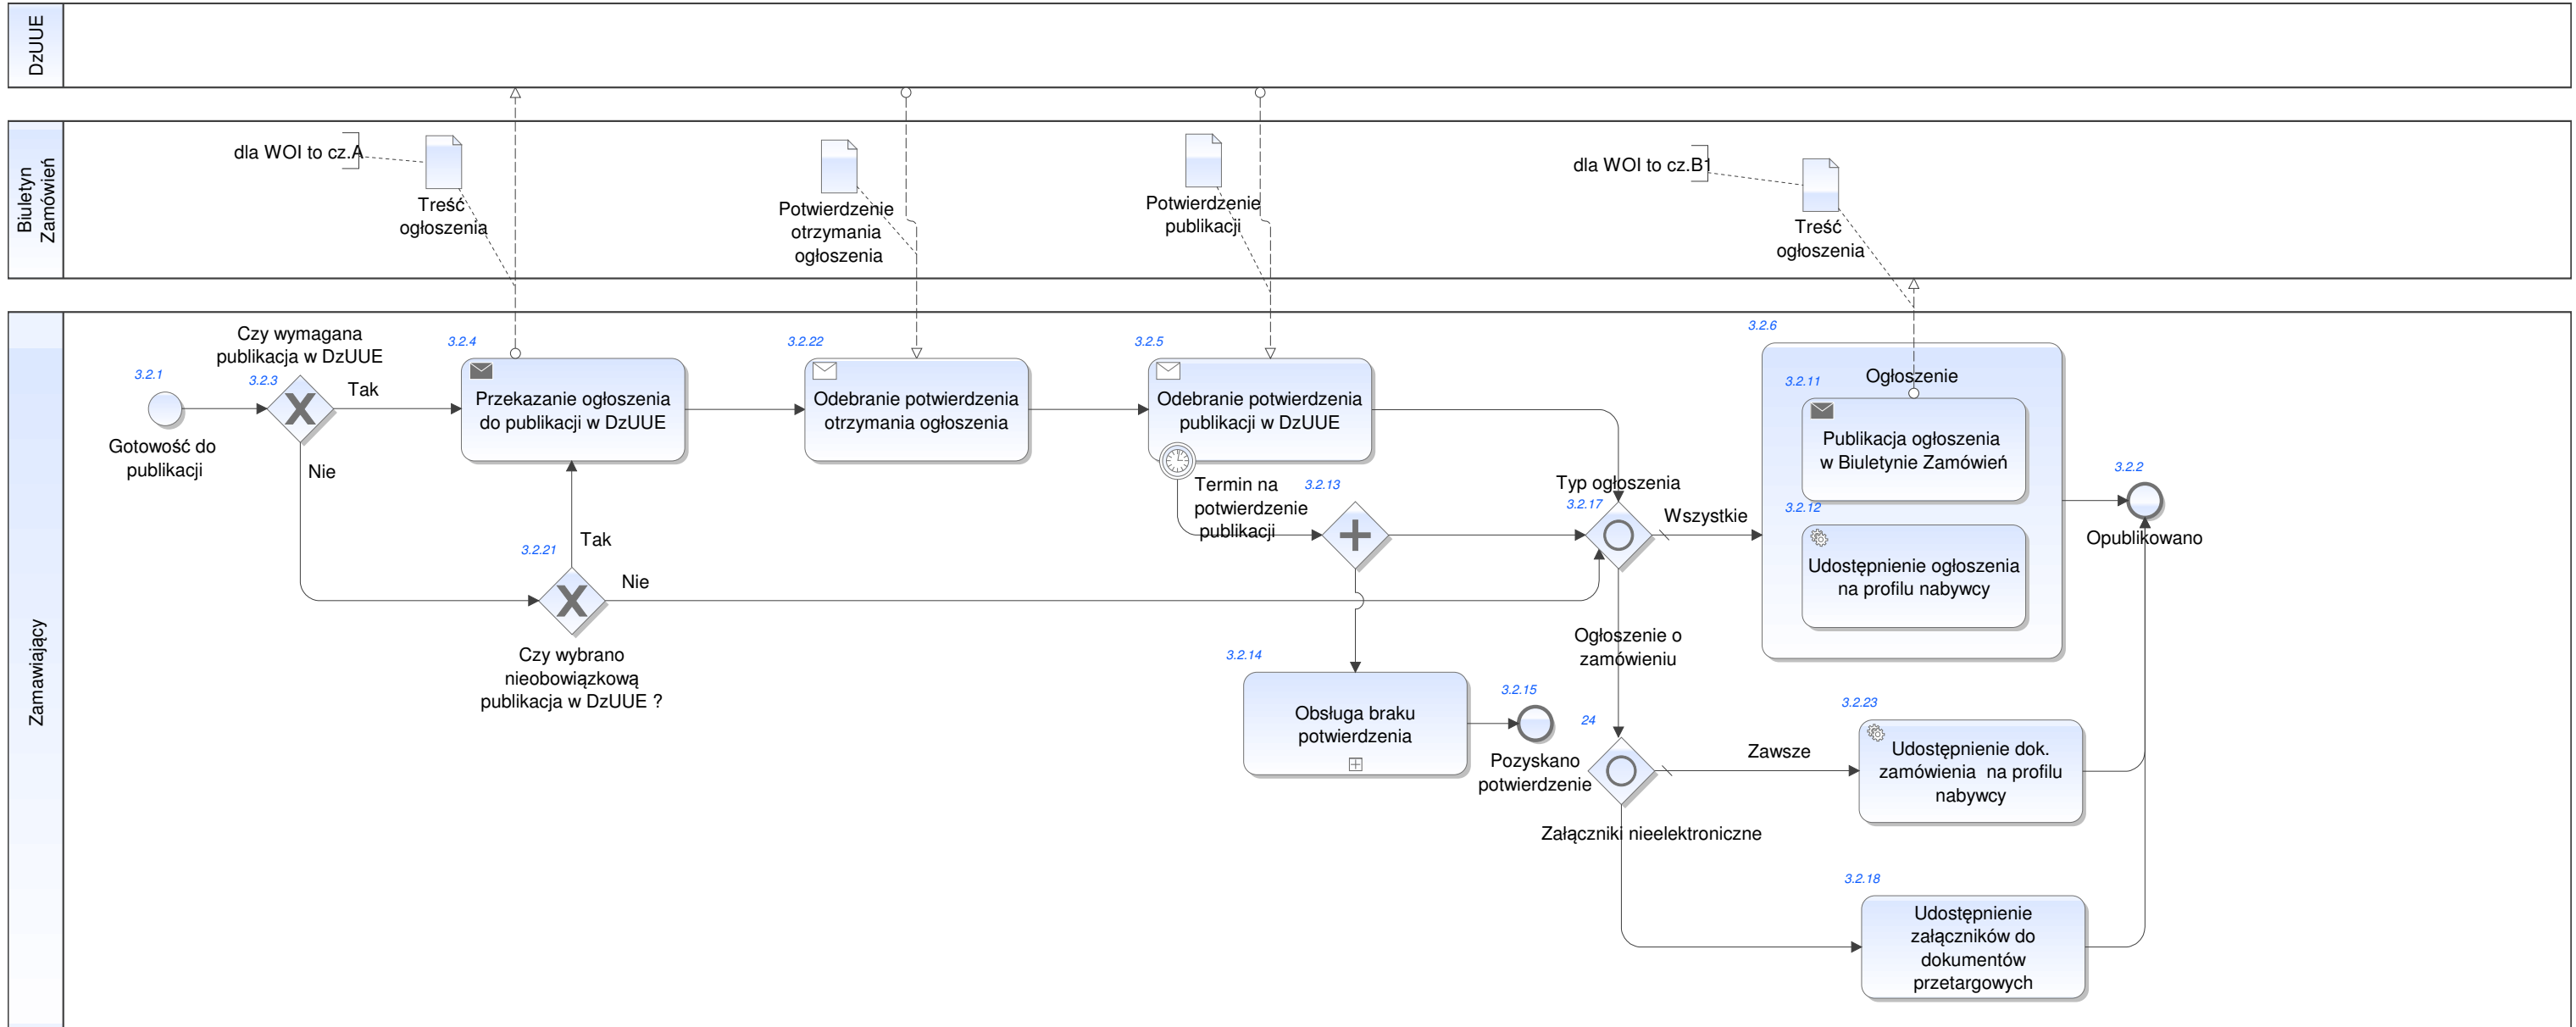 DzUUE
Biuletyn
Zamówień
dla WOI to cz.A
Treść
ogłoszenia
Potwierdzenie
otrzymania
ogłoszenia
Potwierdzenie
publikacji
dla WOI to cz.B1
Treść
ogłoszenia
Zamawiający
3.2.1
Gotowość do
publikacji
Czy wymagana
publikacja w DzUUE
3.2.3
Tak
Nie
3.2.4
Przekazanie ogłoszenia
do publikacji w DzUUE
3.2.22
Odebranie potwierdzenia
otrzymania ogłoszenia
3.2.5
Odebranie potwierdzenia
publikacji w DzUUE
Termin na
potwierdzenie
publikacji
3.2.13
3.2.21
Tak
Nie
Czy wybrano
nieobowiązkową
publikacja w DzUUE ?
Typ ogłoszenia
3.2.17
Wszystkie
Ogłoszenie o
zamówieniu
3.2.6
Ogłoszenie
3.2.11
Publikacja ogłoszenia
w Biuletynie Zamówień
3.2.12
Udostępnienie ogłoszenia
na profilu nabywcy
3.2.2
Opublikowano
3.2.14
Obsługa braku
potwierdzenia
3.2.15
Pozyskano
potwierdzenie
24
Zawsze
Załączniki nieelektroniczne
3.2.23
Udostępnienie dok.
zamówienia na profilu
nabywcy
3.2.18
Udostępnienie
załączników do
dokumentów
przetargowych